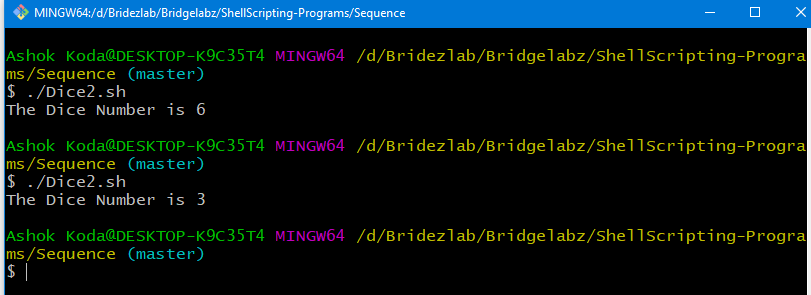 MINGW64:/d/Bridezlab/Bridgelabz/ShellScripting-Programs/Sequence
Ashok Koda@DESKTOP-K9C35T4 MINGW64 /d/Bridezlab/Bridgelabz/ShellScripting-Progra
ms/Sequence (master)
$ ./Dice2.sh
The Dice Number is 6
Ashok Koda@DESKTOP-K9C35T4 MINGW64 /d/Bridezlab/Bridgelabz/ShellScripting-Progra
ms/Sequence (master)
$ ./Dice2.sh
The Dice Number is 3
Ashok Koda@DESKTOP-K9C35T4 MINGW64 /d/Bridezlab/Bridgelabz/ShellScripting-Progra
ms/Sequence (master)
$